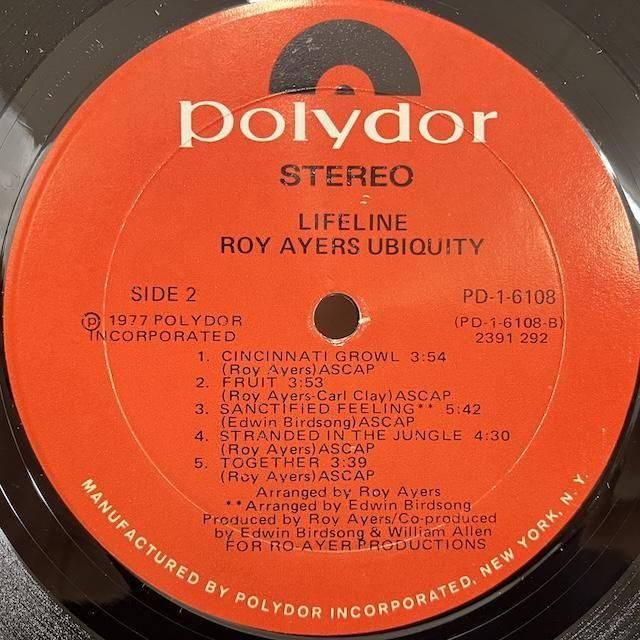 polydor
STEREO
LIFELINE
ROY AYERS UBIQUITY
SIDE 2
PD-1-6108
℗ 1977 POLYDOR
INCORPORATED
(PD-1-6108-B)
2391 292
1. CINCINNATI GROWL 3:54
(Roy Ayers) ASCAP
2. FRUIT 3:53
(Roy Ayers-Carl Clay) ASCAP
3. SANCTIFIED FEELING** 5:42
(Edwin Birdsong) ASCAP
4. STRANDED IN THE JUNGLE 4:30
(Roy Ayers) ASCAP
5. TOGETHER 3:39
(Roy Ayers) ASCAP
Arranged by Roy Ayers
**Arranged by Edwin Birdsong
Produced by Roy Ayers/Co-produced
by Edwin Birdsong & William Allen
FOR RO-AYER PRODUCTIONS
MANUFACTURED BY POLYDOR INCORPORATED, NEW YORK, N.Y.